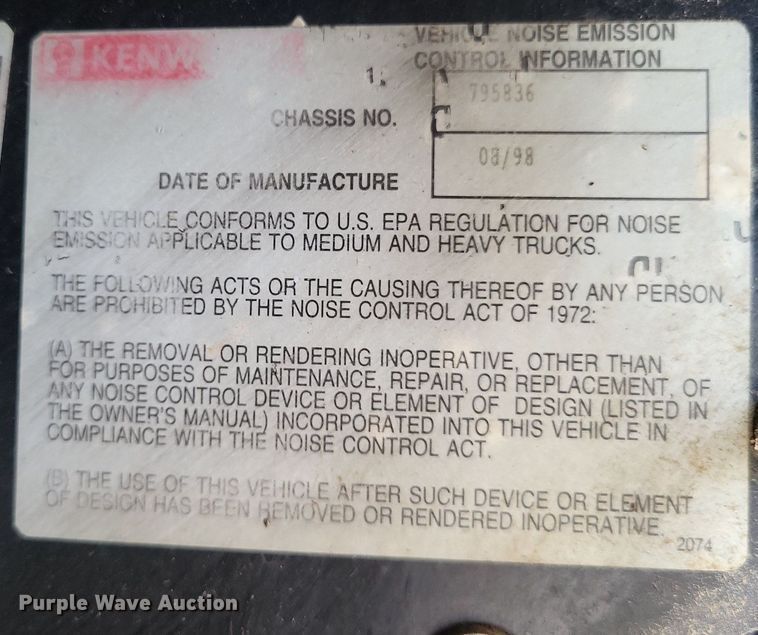 KENW
VEHICLE NOISE EMISSION
CONTROL INFORMATION
CHASSIS NO.
795836
DATE OF MANUFACTURE
08/98
THIS VEHICLE CONFORMS TO U.S. EPA REGULATION FOR NOISE
EMISSION APPLICABLE TO MEDIUM AND HEAVY TRUCKS.
THE FOLLOWING ACTS OR THE CAUSING THEREOF BY ANY PERSON
ARE PROHIBITED BY THE NOISE CONTROL ACT OF 1972:
(A) THE REMOVAL OR RENDERING INOPERATIVE, OTHER THAN
FOR PURPOSES OF MAINTENANCE, REPAIR, OR REPLACEMENT, OF
ANY NOISE CONTROL DEVICE OR ELEMENT OF DESIGN (LISTED IN
THE OWNER'S MANUAL) INCORPORATED INTO THIS VEHICLE IN
COMPLIANCE WITH THE NOISE CONTROL ACT.
(B) THE USE OF THIS VEHICLE AFTER SUCH DEVICE OR ELEMENT
OF DESIGN HAS BEEN REMOVED OR RENDERED INOPERATIVE
2074
Purple Wave Auction